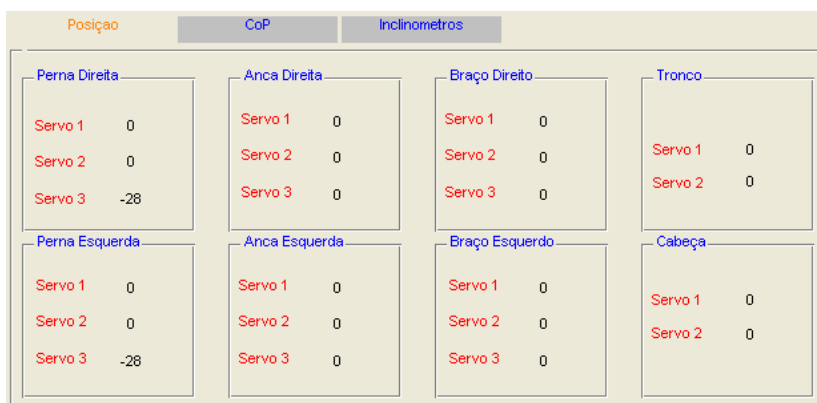 Posiçao CoP Inclinometros
Perna Direita Anca Direita Braço Direito Tronco
Servo 1 0 Servo 1 0 Servo 1 0 Servo 1 0
Servo 2 0 Servo 2 0 Servo 2 0 Servo 2 0
Servo 3 -28 Servo 3 0 Servo 3 0
Perna Esquerda Anca Esquerda Braço Esquerdo Cabeça
Servo 1 0 Servo 1 0 Servo 1 0 Servo 1 0
Servo 2 0 Servo 2 0 Servo 2 0 Servo 2 0
Servo 3 -28 Servo 3 0 Servo 3 0